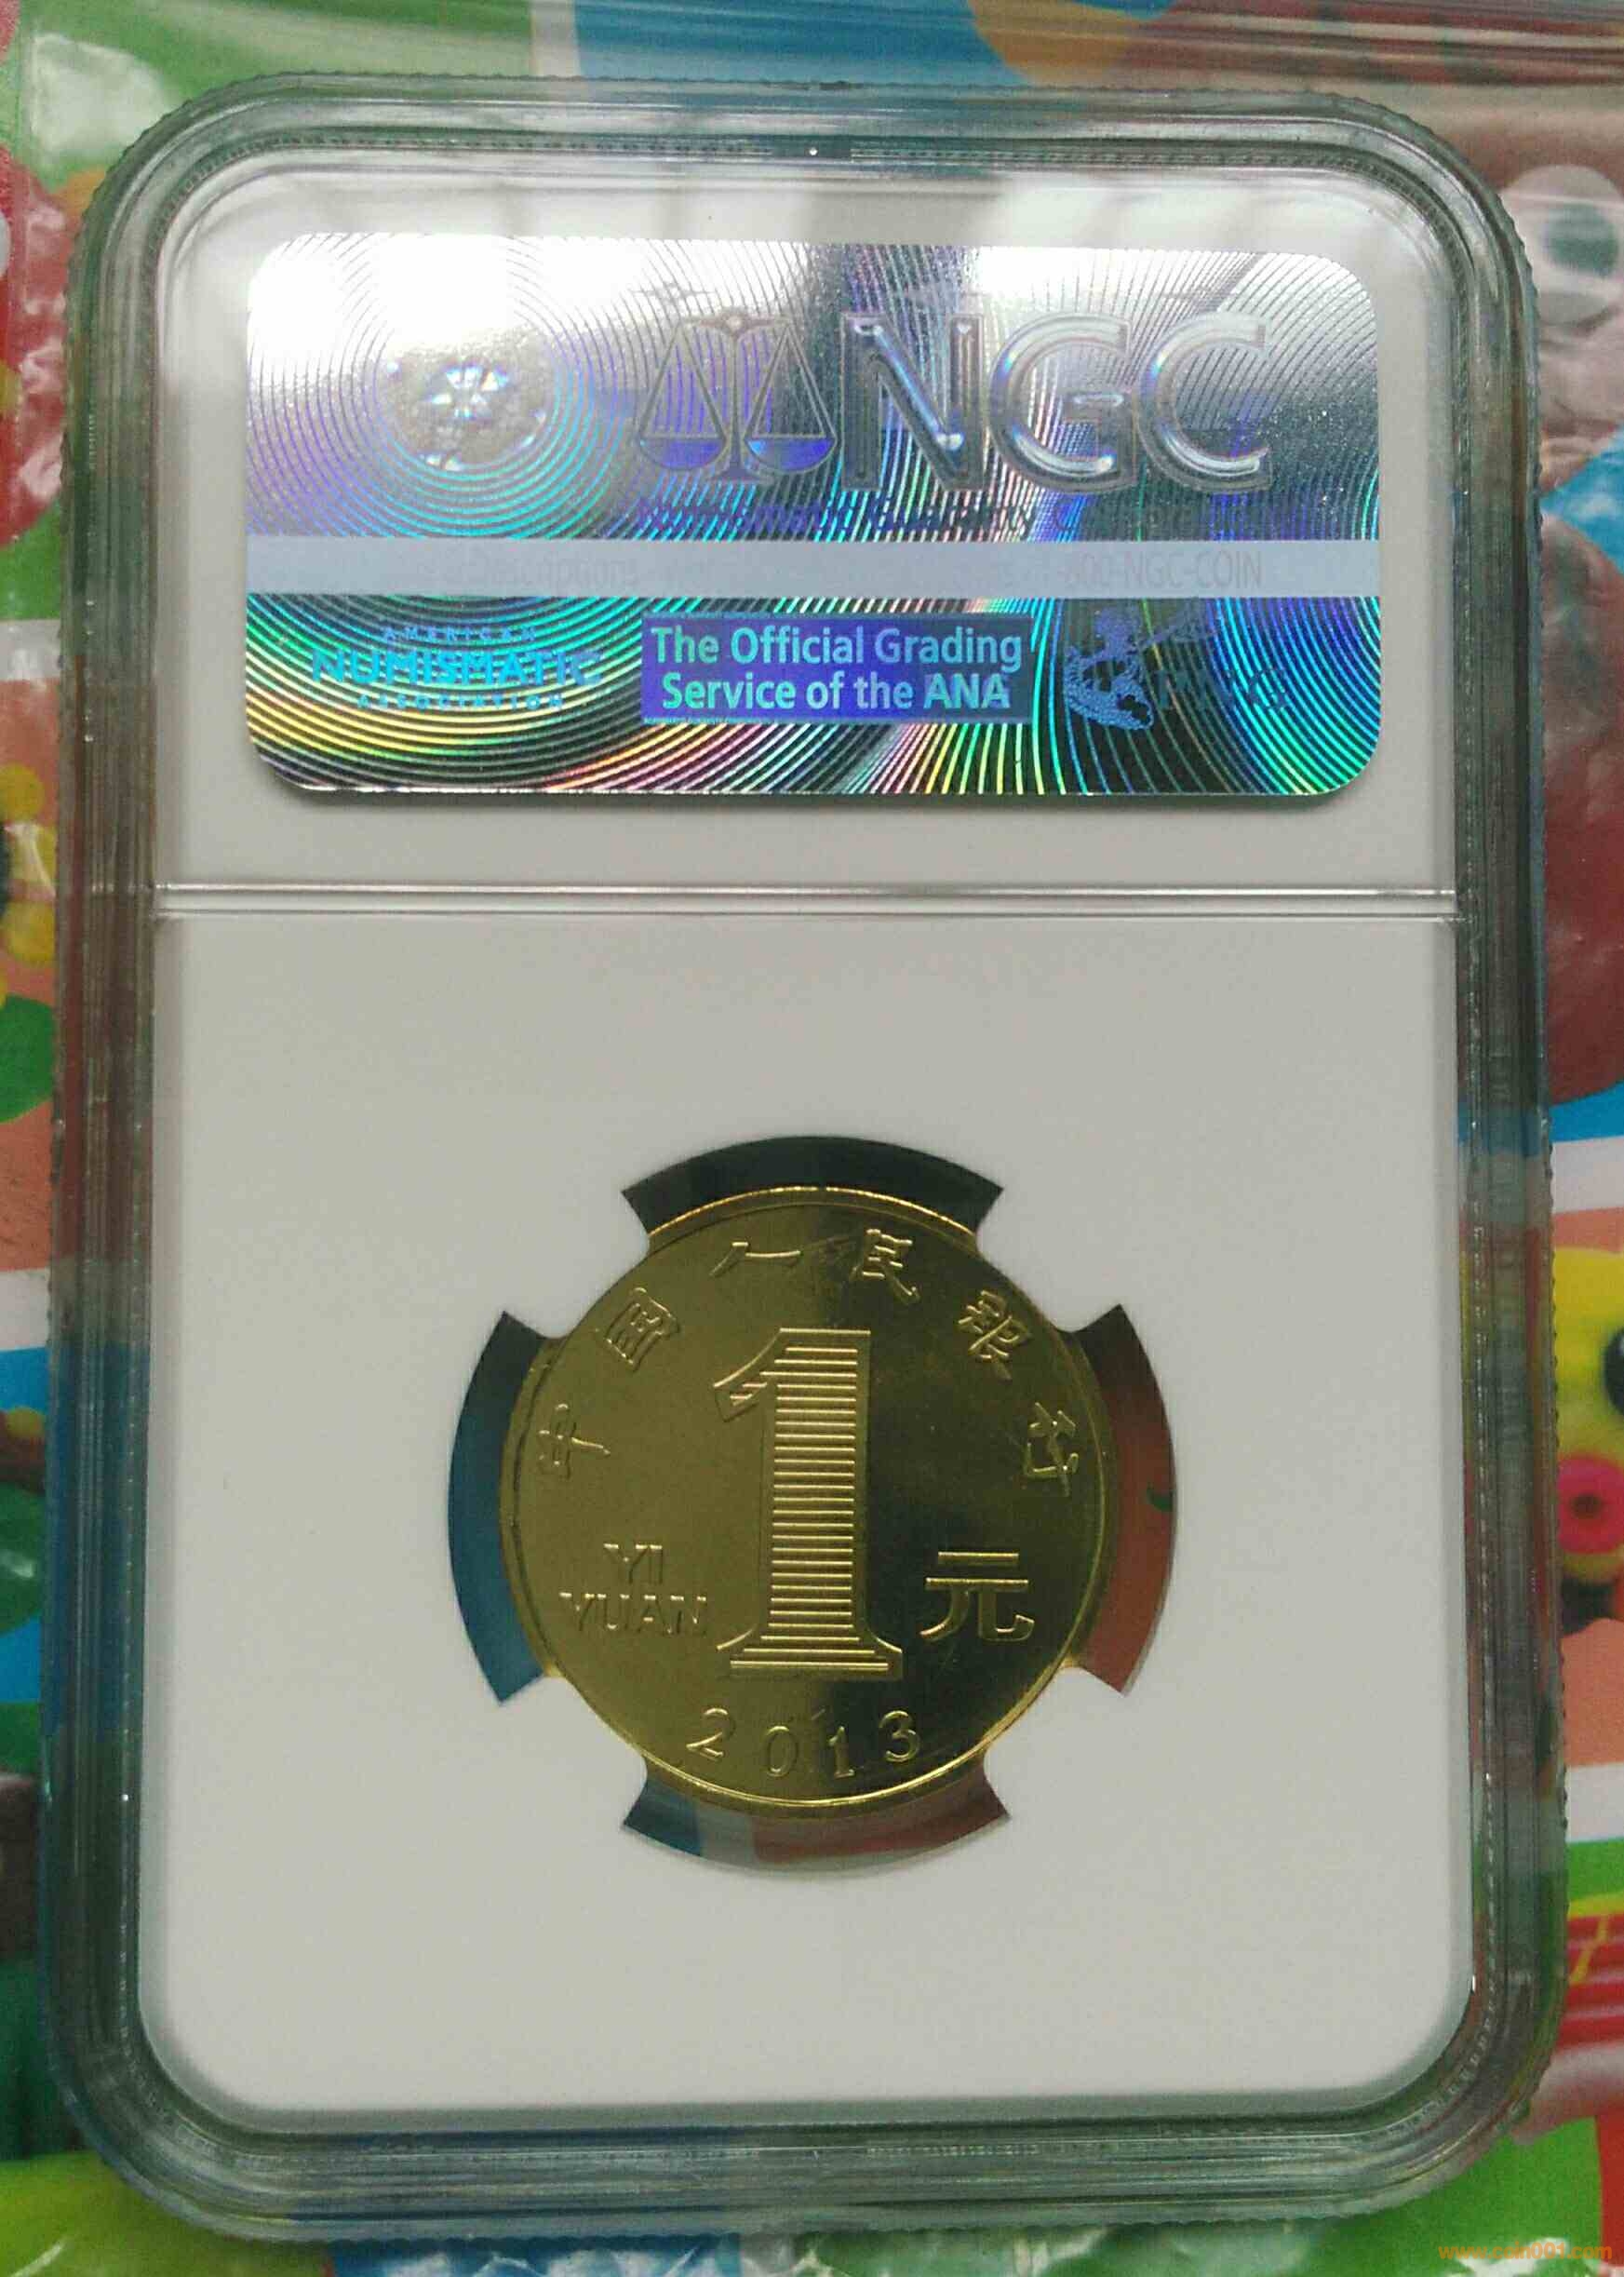 NGC
800-NGC-COIN
AMERICAN
NUMISMATIC
ASSOCIATION
The Official Grading
Service of the ANA
PNG
中国人民银行
1
YI
YUAN
元
2013
www.coin001.com